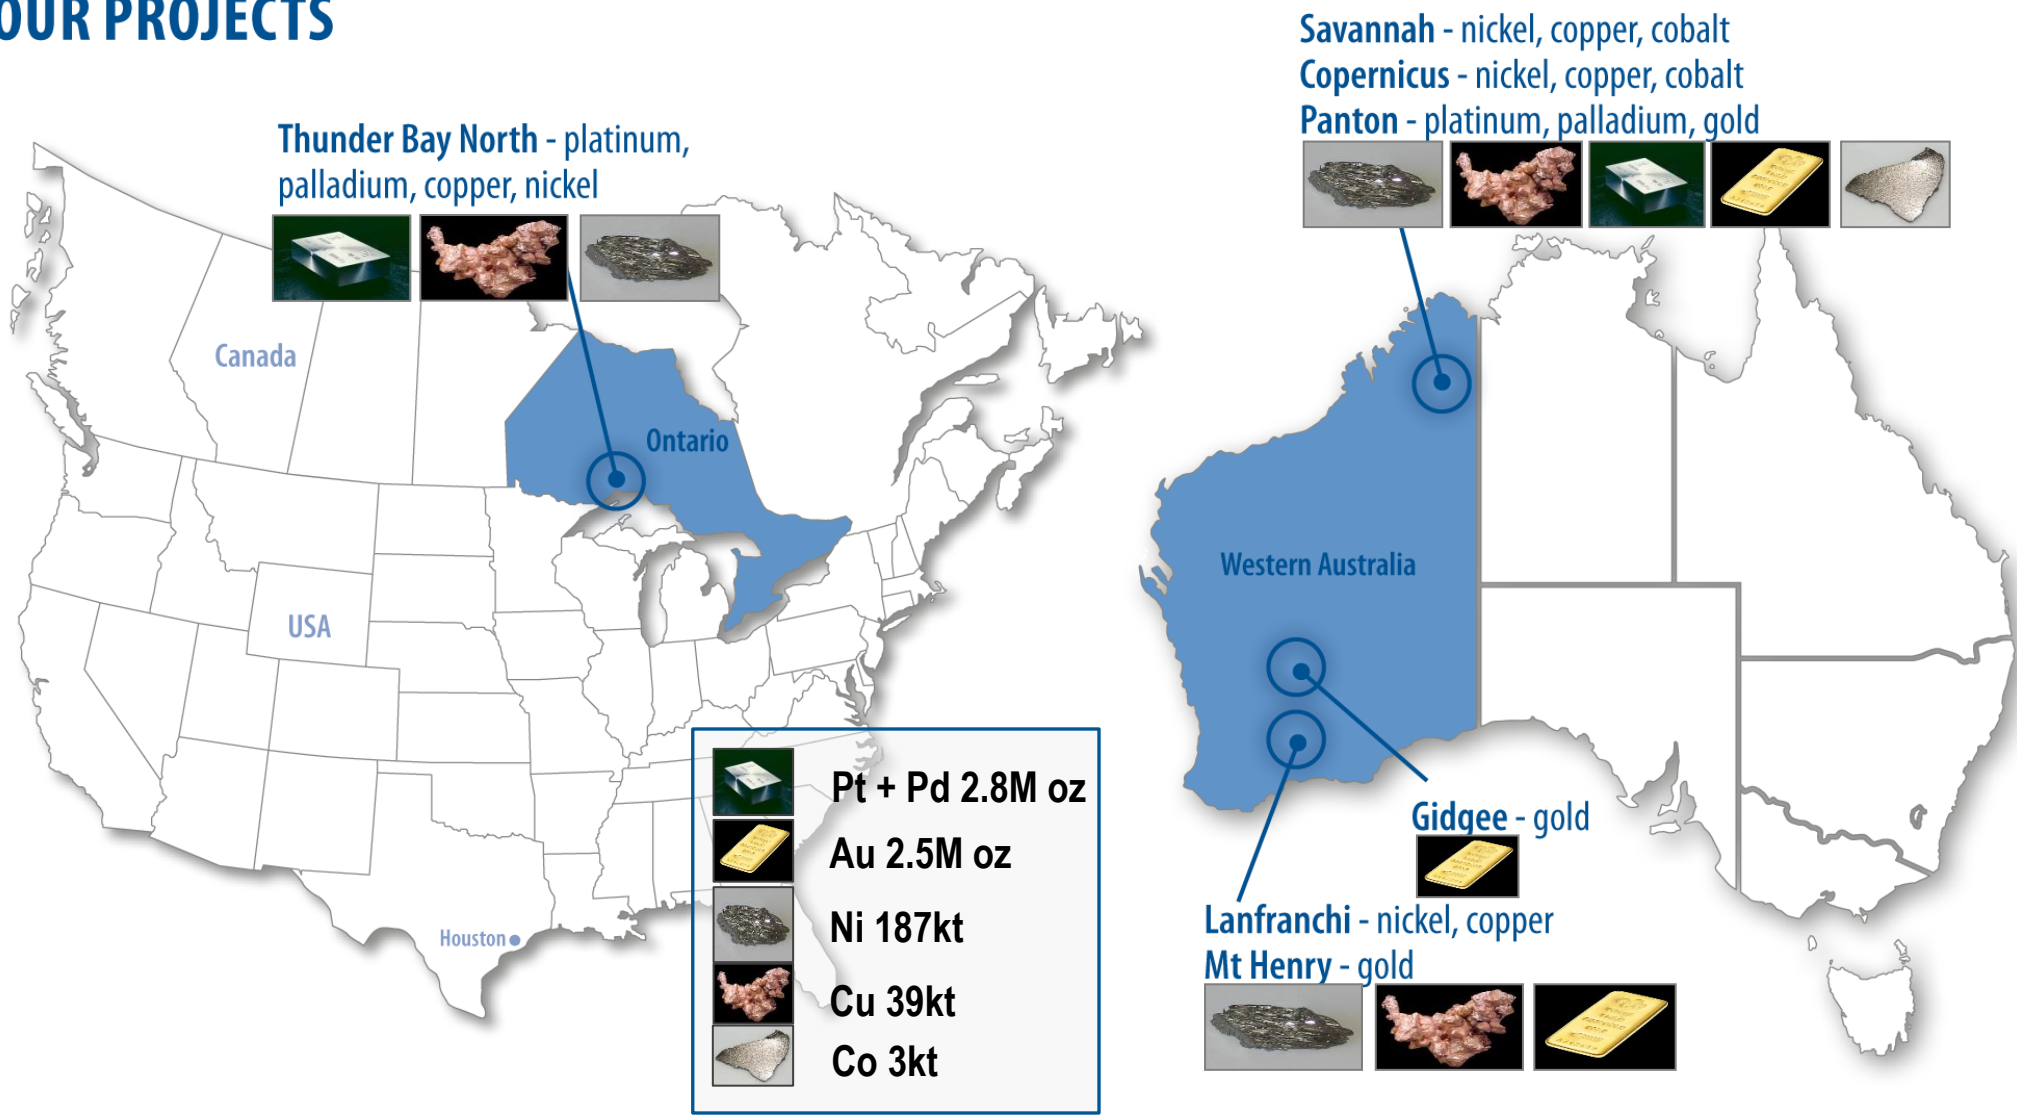 OUR PROJECTS
Thunder Bay North - platinum,
palladium, copper, nickel
Savannah - nickel, copper, cobalt
Copernicus - nickel, copper, cobalt
Panton - platinum, palladium, gold
Canada
Ontario
USA
Houston
Western Australia
Pt + Pd 2.8M oz
Au 2.5M oz
Ni 187kt
Cu 39kt
Co 3kt
Gidgee - gold
Lanfranchi - nickel, copper
Mt Henry - gold